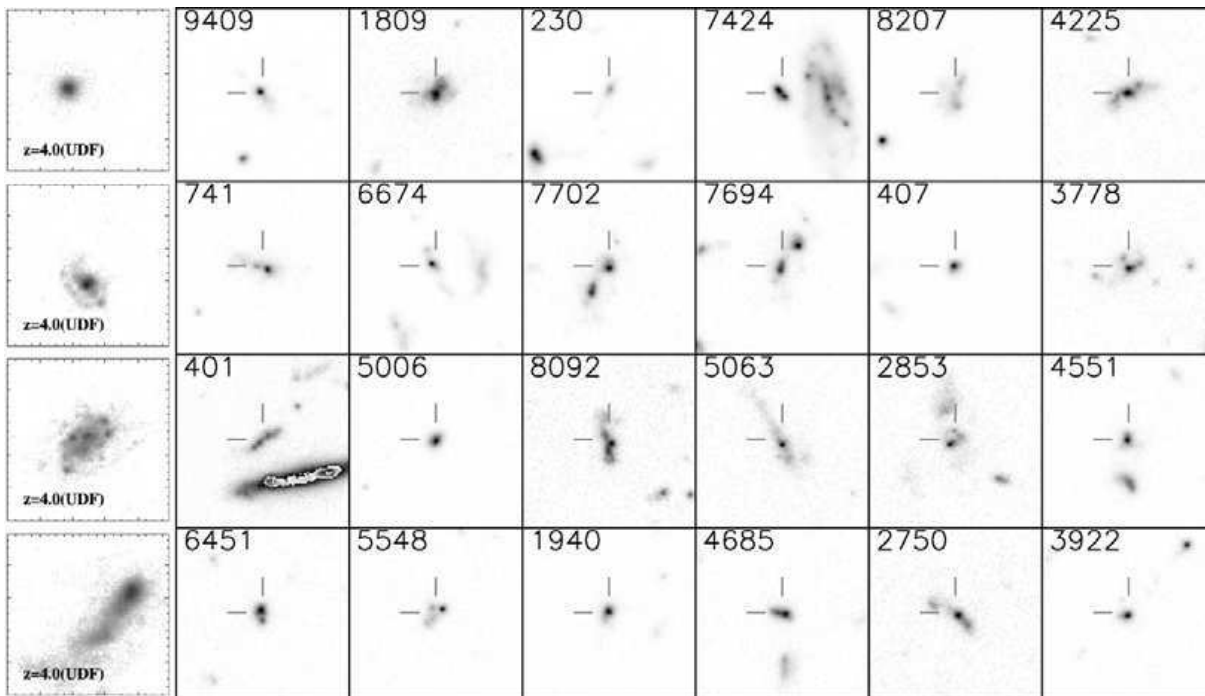 9409 1809 230 7424 8207 4225
z=4.0(UDF)
741 6674 7702 7694 407 3778
z=4.0(UDF)
401 5006 8092 5063 2853 4551
z=4.0(UDF)
6451 5548 1940 4685 2750 3922
z=4.0(UDF)